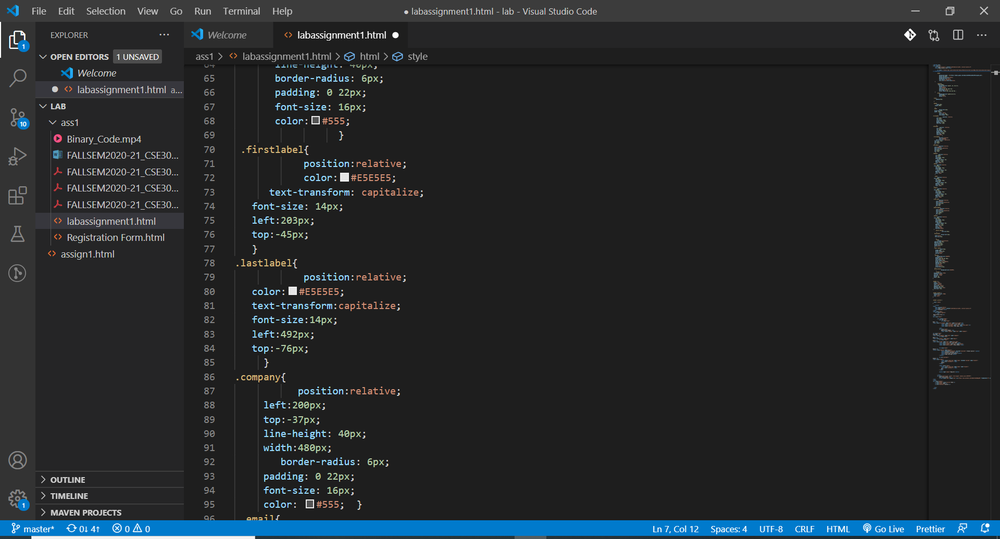 File Edit Selection View Go Run Terminal Help
● labassignment1.html - lab - Visual Studio Code
EXPLORER
OPEN EDITORS 1 UNSAVED
Welcome
labassignment1.html a...
LAB
ass1
Binary_Code.mp4
FALLSEM2020-21_CSE30...
FALLSEM2020-21_CSE30...
FALLSEM2020-21_CSE30...
FALLSEM2020-21_CSE30...
labassignment1.html
Registration Form.html
assign1.html
OUTLINE
TIMELINE
MAVEN PROJECTS
1
10
1
Welcome
labassignment1.html
ass1 > labassignment1.html > html > style
64 line-height: 40px;
65 border-radius: 6px;
66 padding: 0 22px;
67 font-size: 16px;
68 color: #555;
69 }
70 .firstlabel{
71 position:relative;
72 color: #E5E5E5;
73 text-transform: capitalize;
74 font-size: 14px;
75 left:203px;
76 top:-45px;
77 }
78 .lastlabel{
79 position:relative;
80 color: #E5E5E5;
81 text-transform:capitalize;
82 font-size:14px;
83 left:492px;
84 top:-76px;
85 }
86 .company{
87 position:relative;
88 left:200px;
89 top:-37px;
90 line-height: 40px;
91 width:480px;
92 border-radius: 6px;
93 padding: 0 22px;
94 font-size: 16px;
95 color: #555; }
96 .email{
master* 0↓ 4↑ 0 0
Ln 7, Col 12 Spaces: 4 UTF-8 CRLF HTML Go Live Prettier